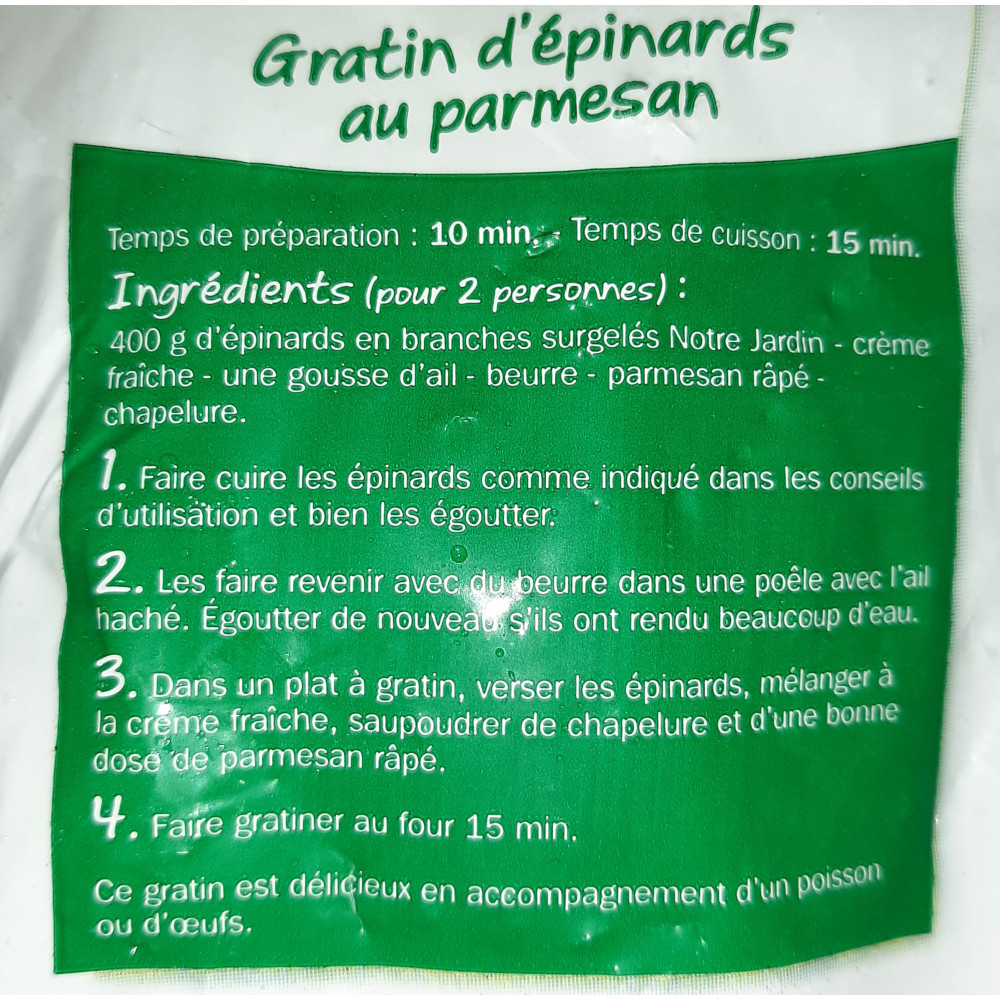 Gratin d'épinards
au parmesan
Temps de préparation : 10 min. - Temps de cuisson : 15 min.
Ingrédients (pour 2 personnes) :
400 g d'épinards en branches surgelés Notre Jardin - crème
fraîche - une gousse d'ail - beurre - parmesan râpé -
chapelure.
1. Faire cuire les épinards comme indiqué dans les conseils
d'utilisation et bien les égoutter.
2. Les faire revenir avec du beurre dans une poêle avec l'ail
haché. Égoutter de nouveau s'ils ont rendu beaucoup d'eau.
3. Dans un plat à gratin, verser les épinards, mélanger à
la crème fraîche, saupoudrer de chapelure et d'une bonne
dose de parmesan râpé.
4. Faire gratiner au four 15 min.
Ce gratin est délicieux en accompagnement d'un poisson
ou d'œufs.